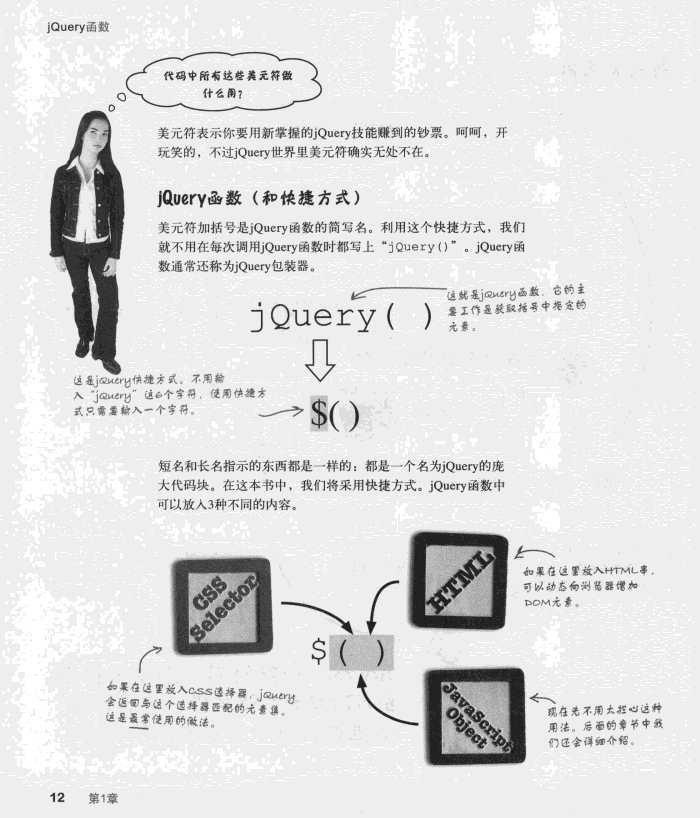 jQuery函数
代码中所有这些美元符做
什么用？
美元符表示你要用新掌握的jQuery技能赚到的钞票。呵呵，开
玩笑的，不过jQuery世界里美元符确实无处不在。
jQuery函数（和快捷方式）
美元符加括号是jQuery函数的简写名。利用这个快捷方式，我们
就不用在每次调用jQuery函数时都写上“jQuery()”。jQuery函
数通常还称为jQuery包装器。
jQuery( )
这就是jQuery函数，它的主
要工作是获取括号中指定的
元素。
这是jQuery快捷方式。不用输
入“jQuery”这6个字符，使用快捷方
式只需要输入一个字符。
$( )
短名和长名指示的东西都是一样的：都是一个名为jQuery的庞
大代码块。在这本书中，我们将采用快捷方式。jQuery函数中
可以放入3种不同的内容。
CSS
Selector
HTML
如果在这里放入HTML串，
可以动态向浏览器增加
DOM元素。
$( )
如果在这里放入CSS选择器，jQuery
会返回与这个选择器匹配的元素集。
这是最常使用的做法。
JavaScript
Object
现在先不用太担心这种
用法。后面的章节中我
们还会详细介绍。
12 第1章